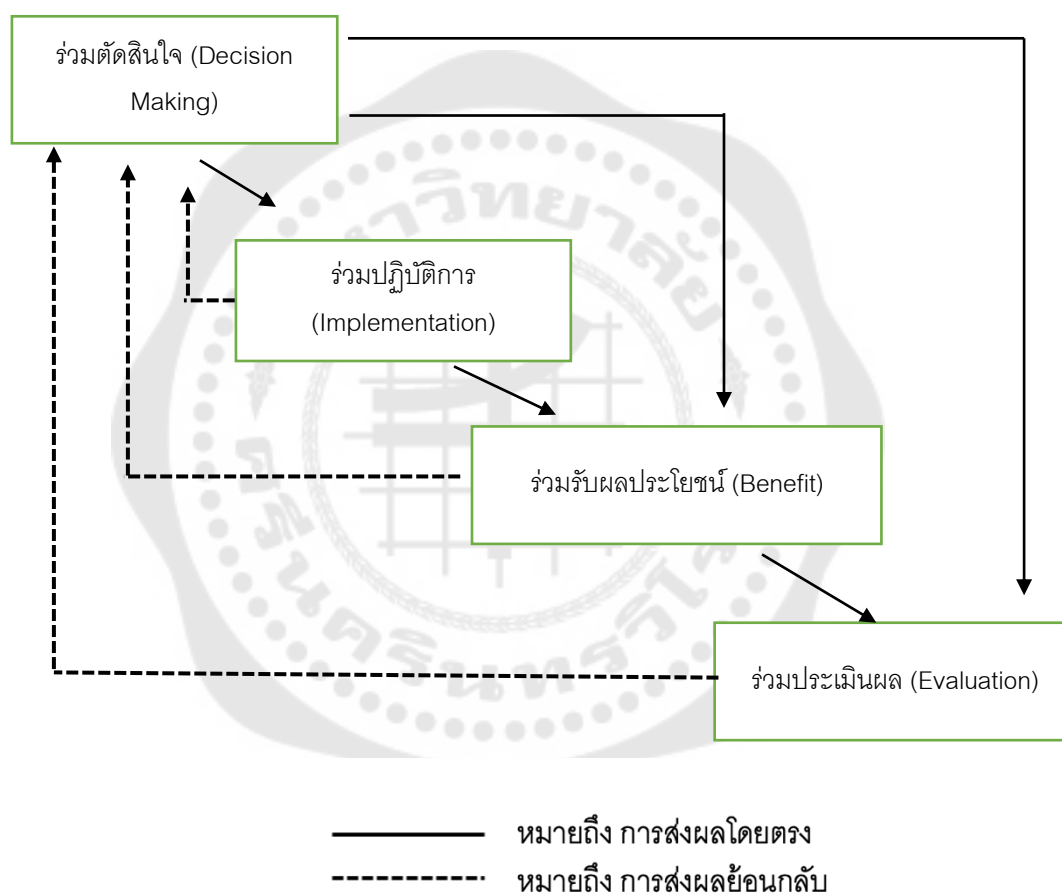 ร่วมตัดสินใจ (Decision
Making)
ร่วมปฏิบัติการ
(Implementation)
ร่วมรับผลประโยชน์ (Benefit)
ร่วมประเมินผล (Evaluation)
หมายถึง การส่งผลโดยตรง
หมายถึง การส่งผลย้อนกลับ